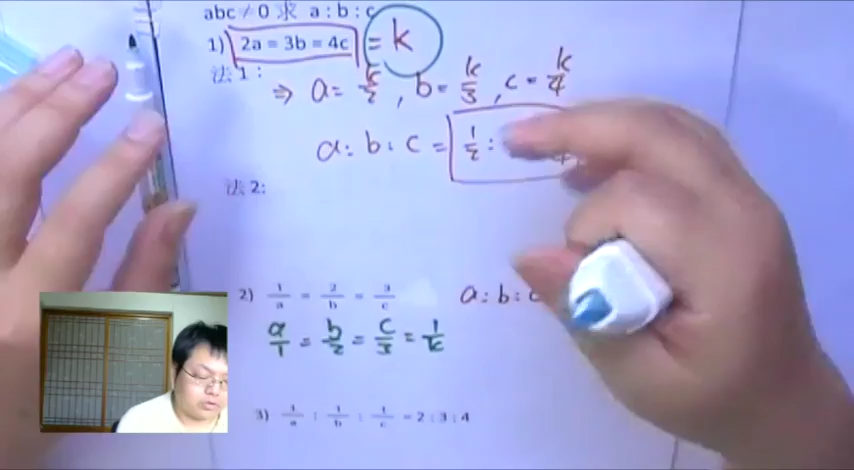 abc ≠ 0 求 a : b : c
1) 2a = 3b = 4c = k
法 1 :
⇒ a = k/2 , b = k/3 , c = k/4
a : b : c = 1/2 :
法 2:
2) 1/a = 2/b = 3/c a : b : c
a/1 = b/2 = c/3 = 1/k
3) 1/a : 1/b : 1/c = 2 : 3 : 4